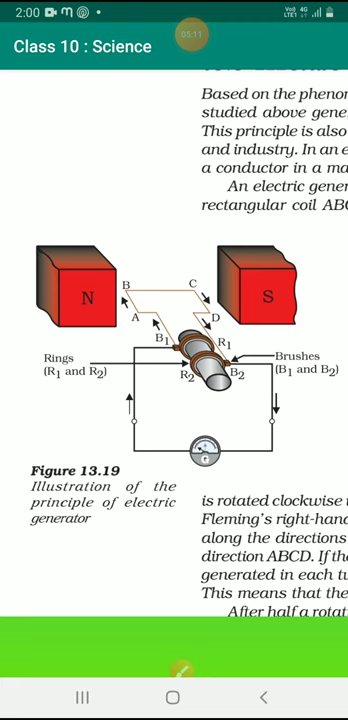 2:00
Vo) 4G
LTE1
05:11
Class 10 : Science
Based on the phenor
studied above gene
This principle is also
and industry. In an e
a conductor in a ma
An electric gener
rectangular coil ABC
N
S
B
C
A
D
B1
R1
R2
B2
Rings
(R1 and R2)
Brushes
(B1 and B2)
Figure 13.19
Illustration of the
principle of electric
generator
is rotated clockwise
Fleming's right-hand
along the directions
direction ABCD. If the
generated in each tu
This means that the
After half a rotat